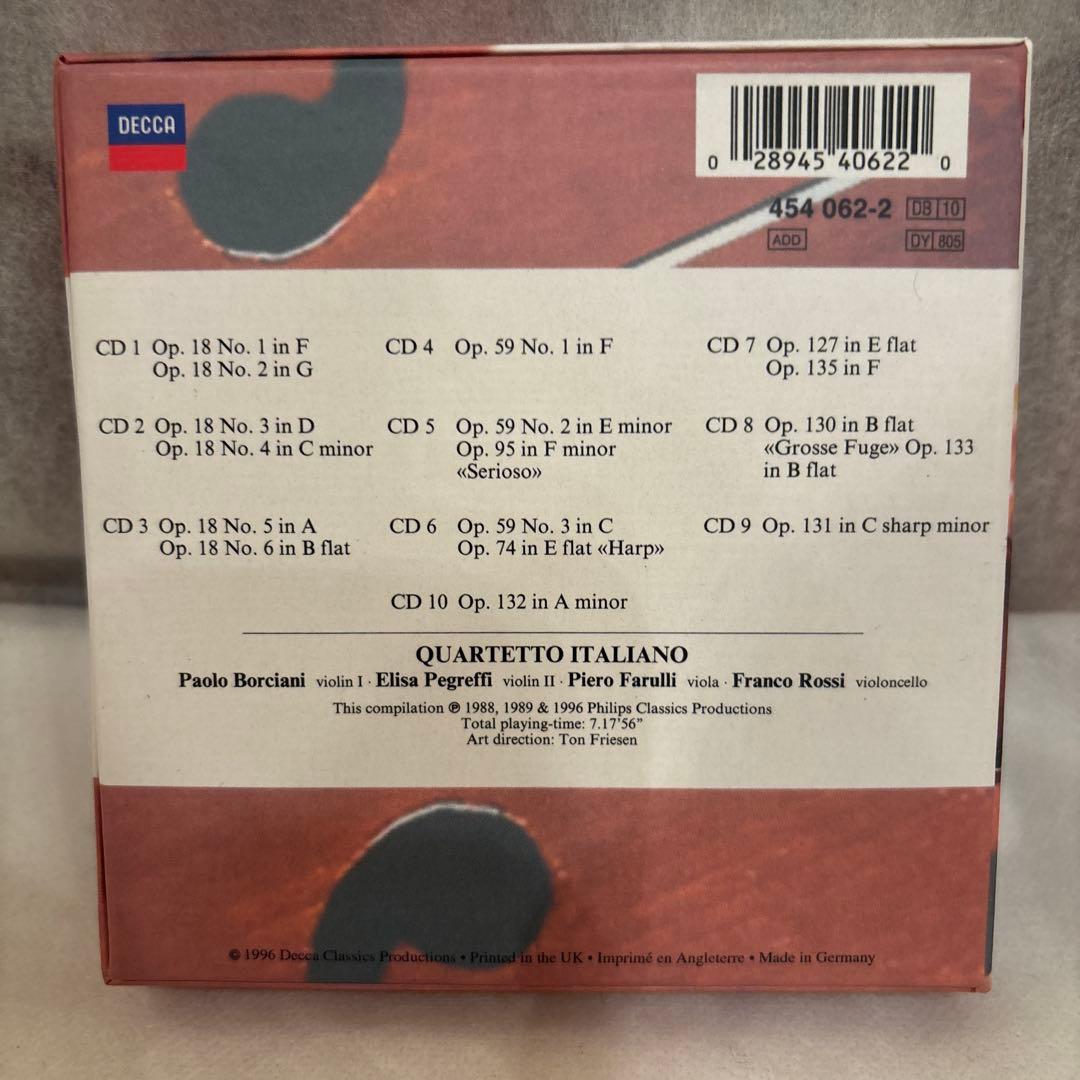 DECCA
0 28945 40622 0
454 062-2 DB 10
ADD DY 805
CD 1 Op. 18 No. 1 in F
Op. 18 No. 2 in G
CD 2 Op. 18 No. 3 in D
Op. 18 No. 4 in C minor
CD 3 Op. 18 No. 5 in A
Op. 18 No. 6 in B flat
CD 4 Op. 59 No. 1 in F
CD 5 Op. 59 No. 2 in E minor
Op. 95 in F minor
«Serioso»
CD 6 Op. 59 No. 3 in C
Op. 74 in E flat «Harp»
CD 7 Op. 127 in E flat
Op. 135 in F
CD 8 Op. 130 in B flat
«Grosse Fuge» Op. 133
in B flat
CD 9 Op. 131 in C sharp minor
CD 10 Op. 132 in A minor
QUARTETTO ITALIANO
Paolo Borciani violin I · Elisa Pegreffi violin II · Piero Farulli viola · Franco Rossi violoncello
This compilation ℗ 1988, 1989 & 1996 Philips Classics Productions
Total playing-time: 7.17'56”
Art direction: Ton Friesen
© 1996 Decca Classics Productions • Printed in the UK • Imprimé en Angleterre • Made in Germany